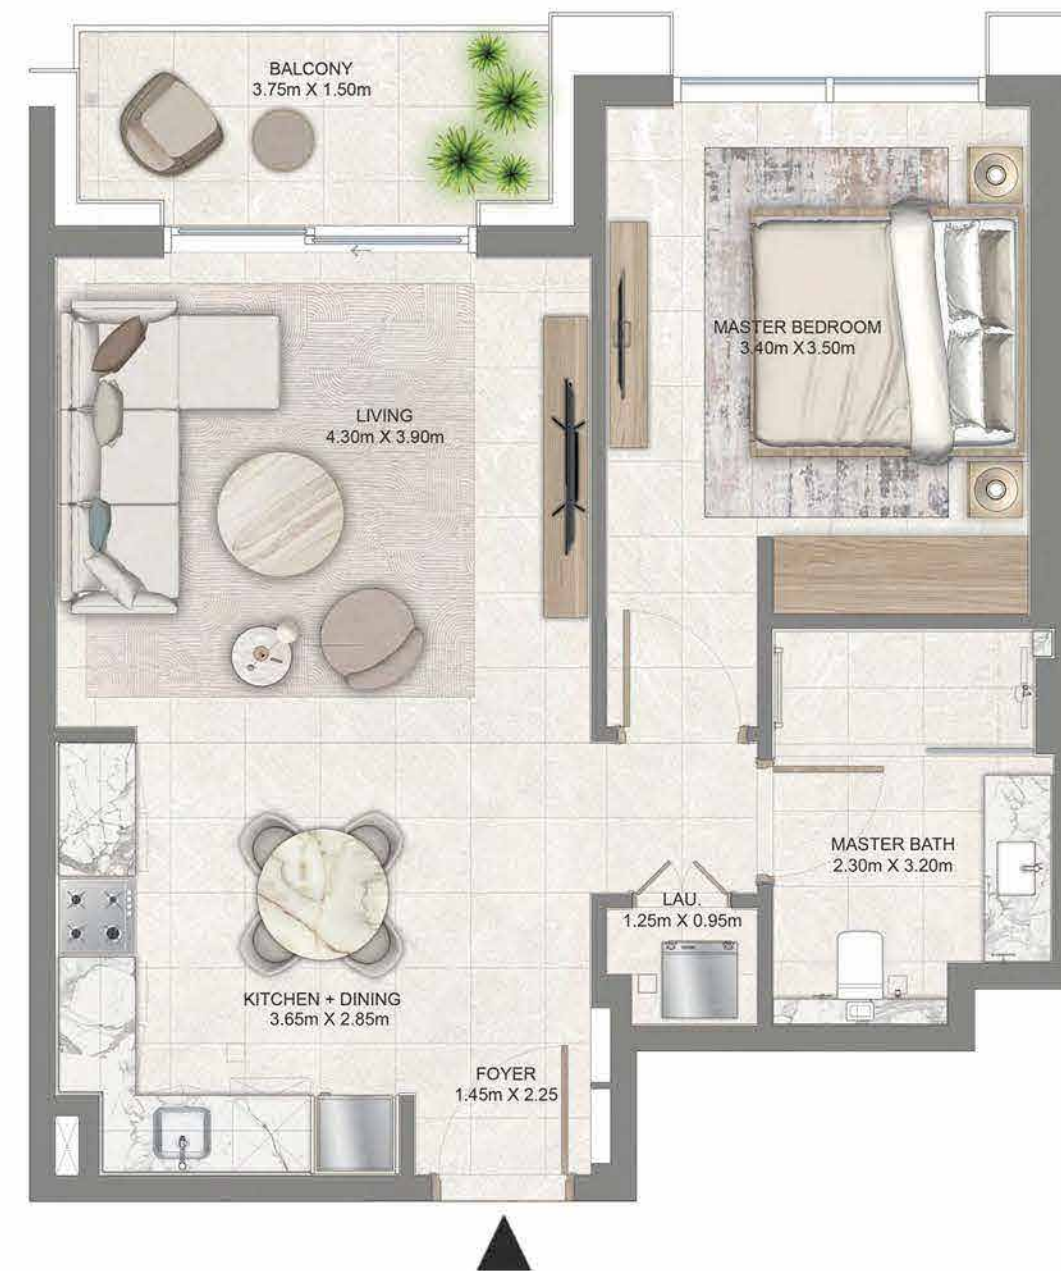 BALCONY
3.75m X 1.50m
MASTER BEDROOM
3.40m X 3.50m
LIVING
4.30m X 3.90m
MASTER BATH
2.30m X 3.20m
LAU.
1.25m X 0.95m
KITCHEN + DINING
3.65m X 2.85m
FOYER
1.45m X 2.25